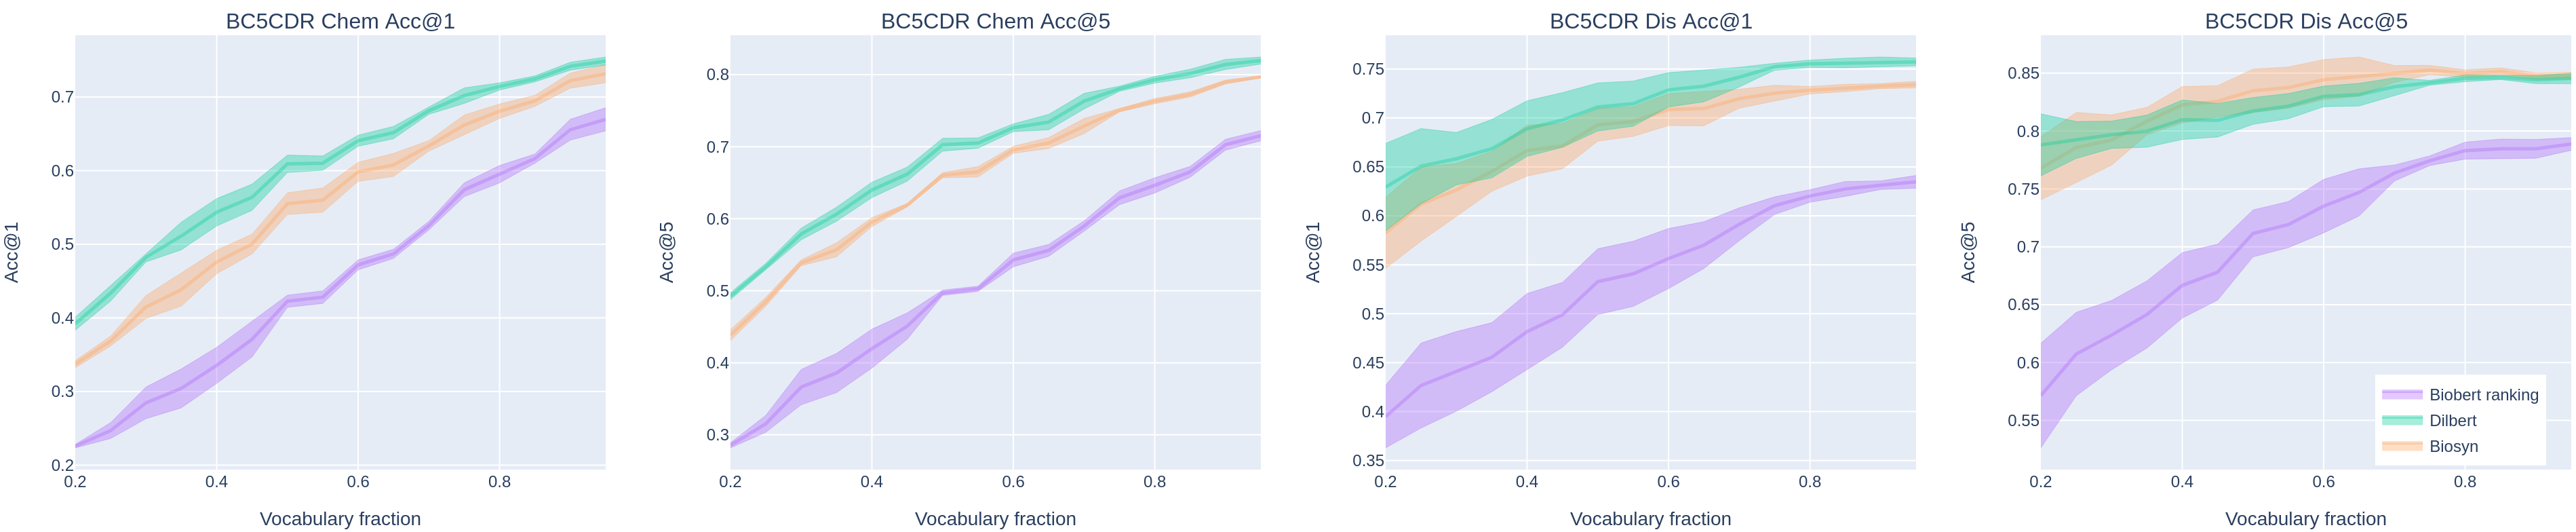 BC5CDR Chem Acc@1
Acc@1
0.7
0.6
0.5
0.4
0.3
0.2
0.2 0.4 0.6 0.8
Vocabulary fraction
BC5CDR Chem Acc@5
Acc@5
0.8
0.7
0.6
0.5
0.4
0.3
0.2 0.4 0.6 0.8
Vocabulary fraction
BC5CDR Dis Acc@1
Acc@1
0.75
0.7
0.65
0.6
0.55
0.5
0.45
0.4
0.35
0.2 0.4 0.6 0.8
Vocabulary fraction
BC5CDR Dis Acc@5
Acc@5
0.85
0.8
0.75
0.7
0.65
0.6
0.55
0.2 0.4 0.6 0.8
Vocabulary fraction
Biobert ranking
Dilbert
Biosyn